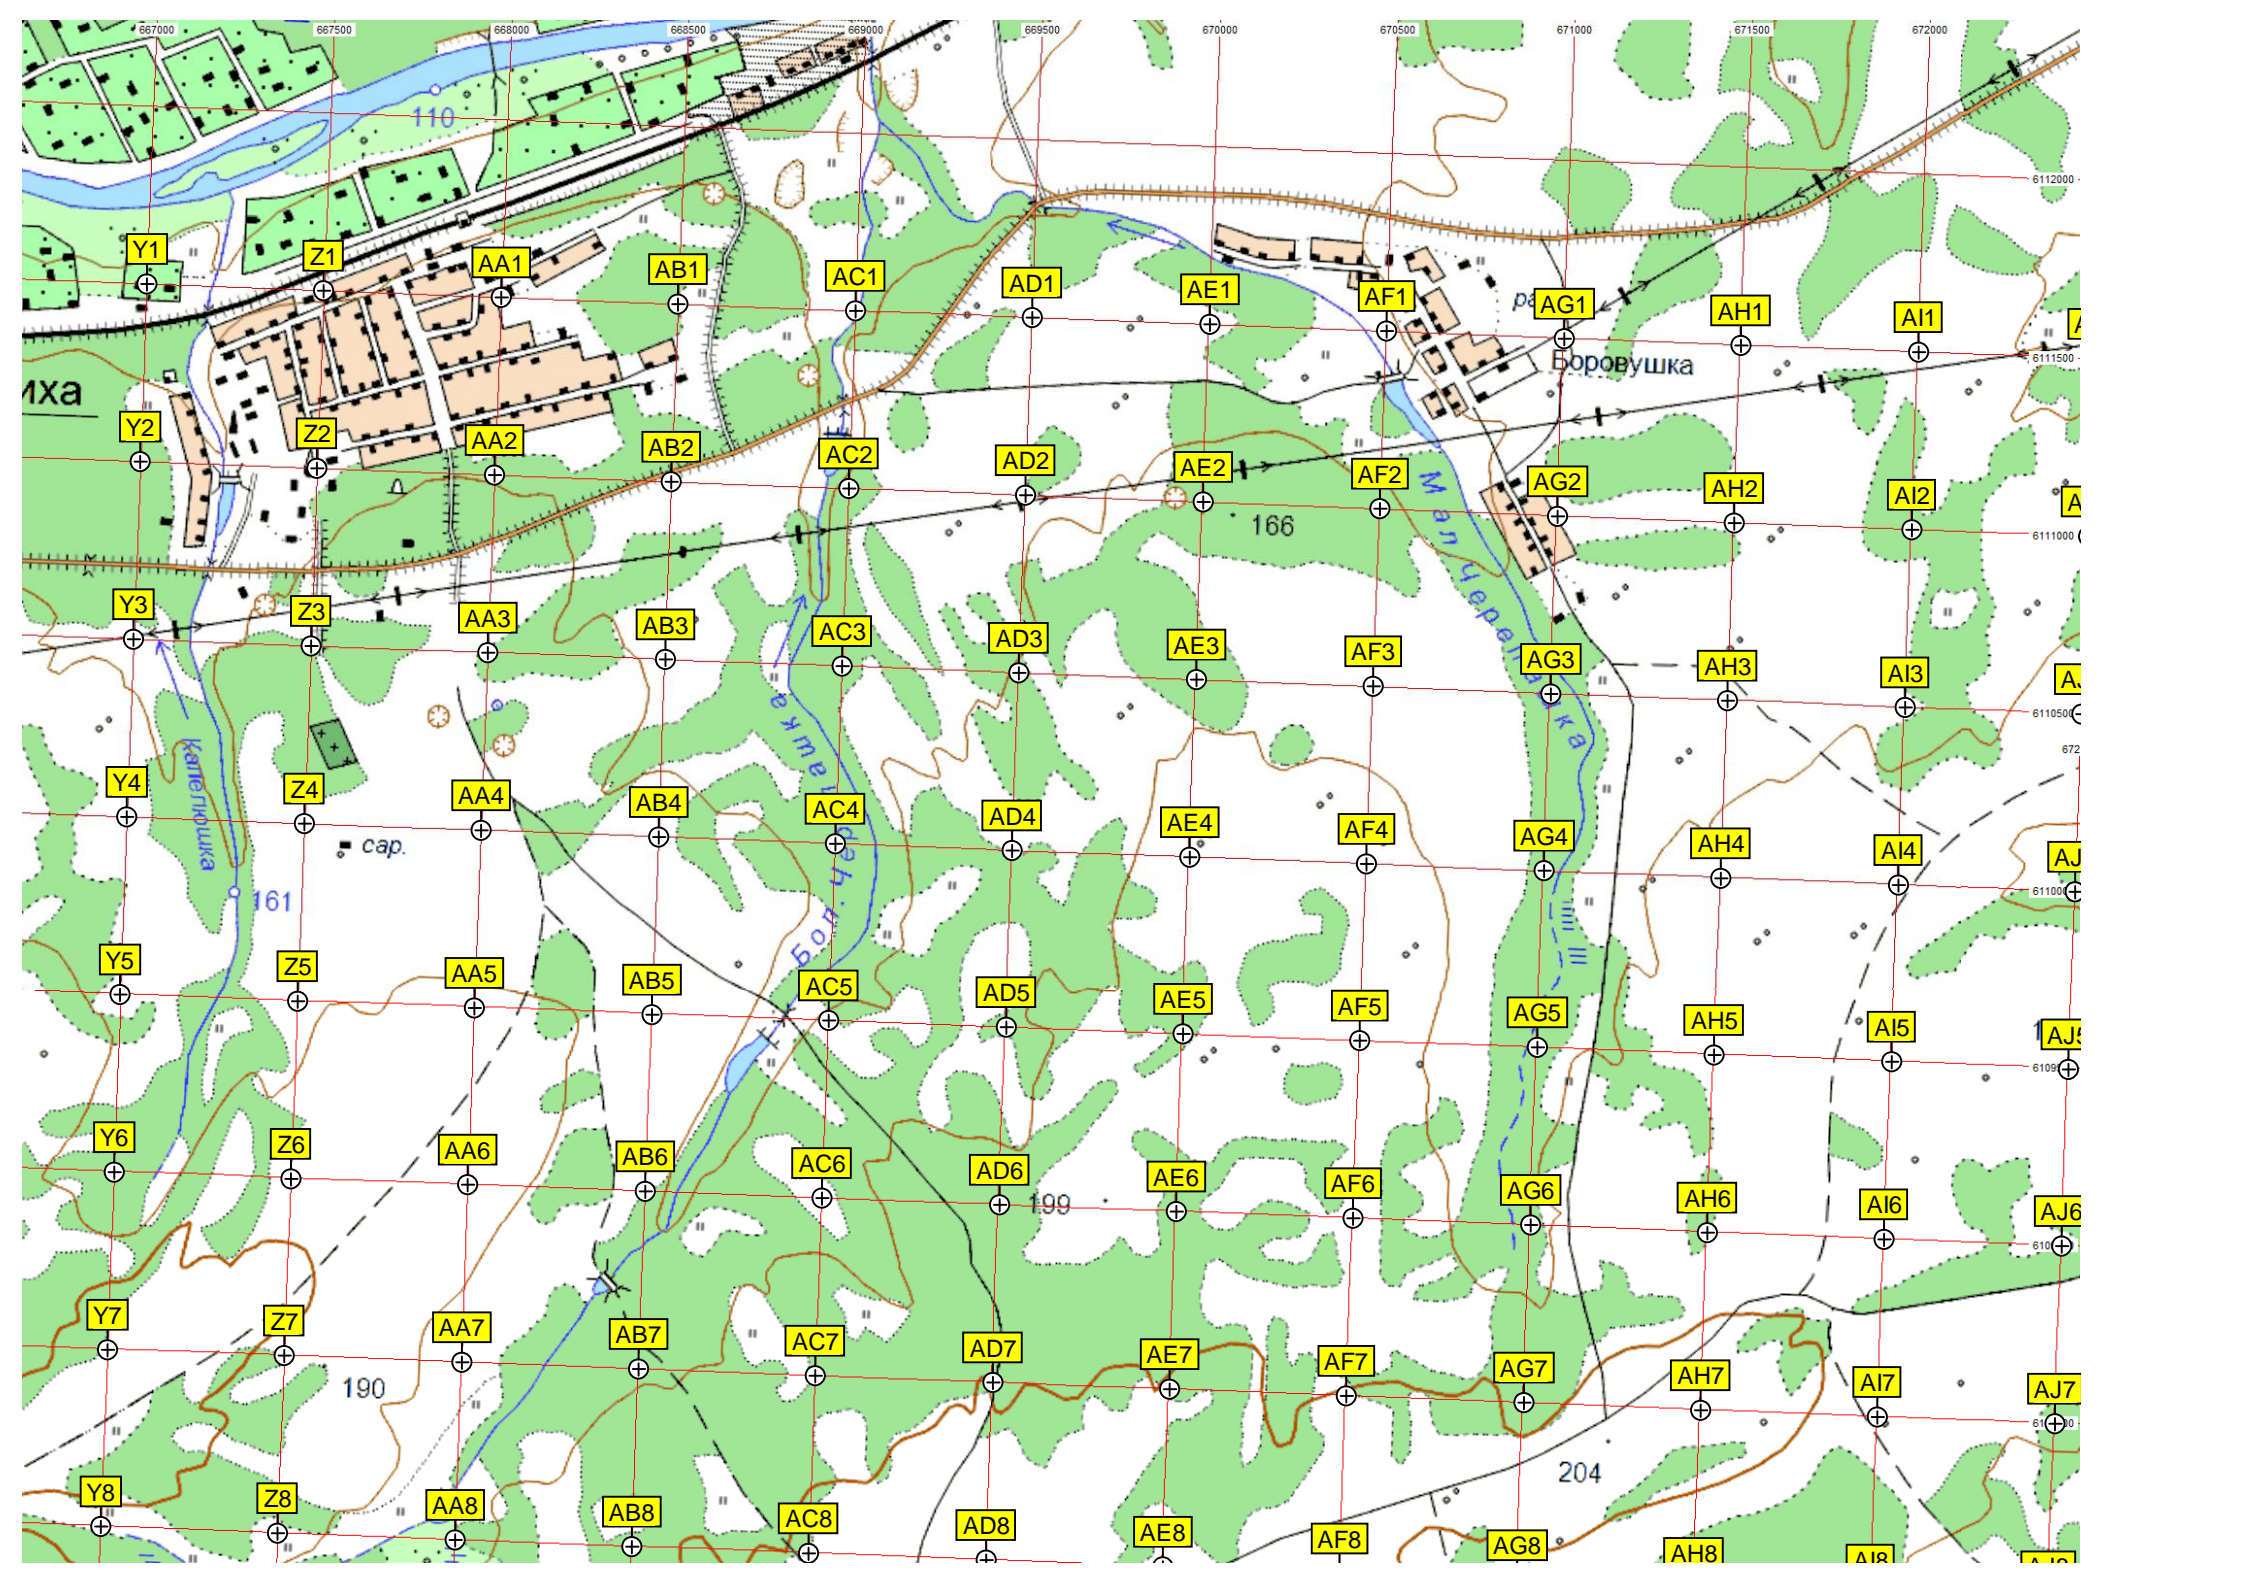 667000 667500 668000 668500 669000 669500 670000 670500 671000 671500 672000
110
6112000
Y1 Z1 AA1 AB1 AC1 AD1 AE1 AF1 AG1 AH1 AI1
Боровушка
6111500
иха
Y2 Z2 AA2 AB2 AC2 AD2 AE2 AF2 AG2 AH2 AI2
166
6111000
Y3 Z3 AA3 AB3 AC3 AD3 AE3 AF3 AG3 AH3 AI3
6110500
Капелюшка
Y4 Z4 AA4 AB4 AC4 AD4 AE4 AF4 AG4 AH4 AI4 AJ
сар.
161
Бол.
Мал
Y5 Z5 AA5 AB5 AC5 AD5 AE5 AF5 AG5 AH5 AI5 AJ5
Y6 Z6 AA6 AB6 AC6 AD6 AE6 AF6 AG6 AH6 AI6 AJ6
199
Y7 Z7 AA7 AB7 AC7 AD7 AE7 AF7 AG7 AH7 AI7 AJ7
190
204
Y8 Z8 AA8 AB8 AC8 AD8 AE8 AF8 AG8 AH8 AI8